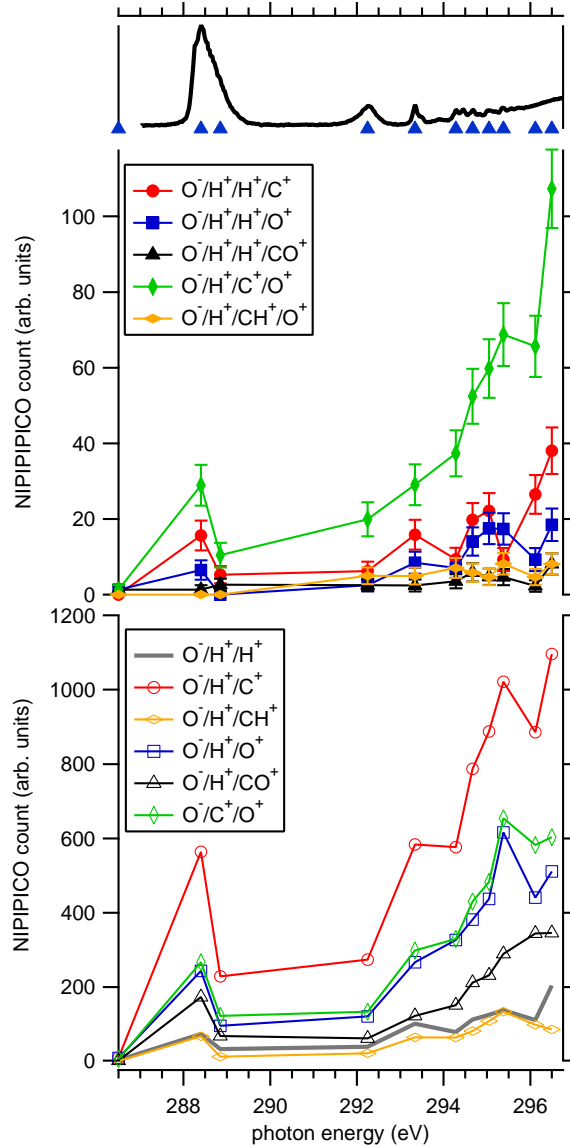 100
80
60
40
20
0
NIPIPIPICO count (arb. units)
O⁻/H⁺/H⁺/C⁺
O⁻/H⁺/H⁺/O⁺
O⁻/H⁺/H⁺/CO⁺
O⁻/H⁺/C⁺/O⁺
O⁻/H⁺/CH⁺/O⁺
1200
1000
800
600
400
200
0
NIPIPICO count (arb. units)
O⁻/H⁺/H⁺
O⁻/H⁺/C⁺
O⁻/H⁺/CH⁺
O⁻/H⁺/O⁺
O⁻/H⁺/CO⁺
O⁻/C⁺/O⁺
288 290 292 294 296
photon energy (eV)